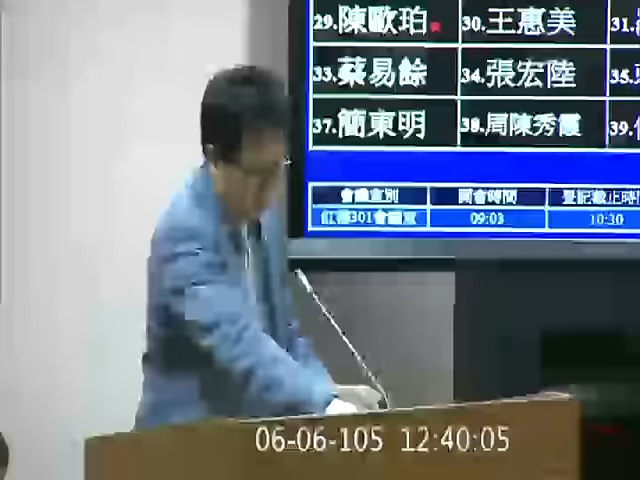 29.陳歐珀 30.王惠美 31.
33.蔡易餘 34.張宏陸 35.
37.簡東明 38.周陳秀霞 39.
會議室別 開會時間 登記截止時間
紅樓301會議室 09:03 10:30
06-06-105 12:40:05